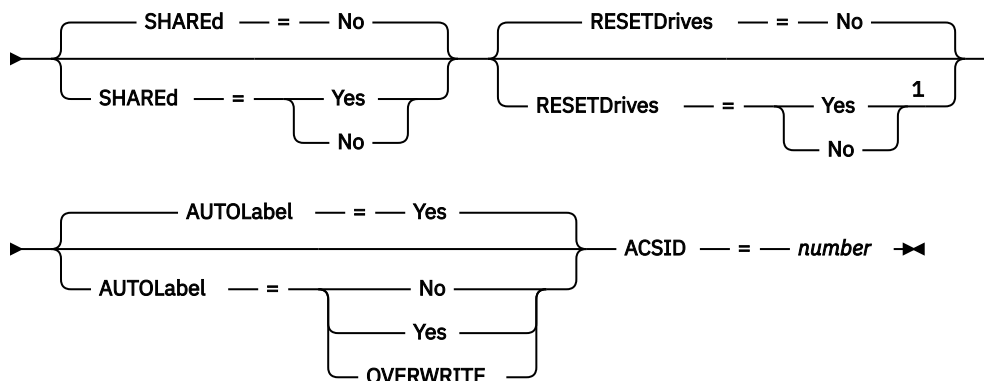 SHAREd = No RESETDrives = No
SHAREd = Yes RESETDrives = Yes 1
No No
AUTOLabel = Yes
ACSID = number
AUTOLabel = No
Yes
OVERWRITE